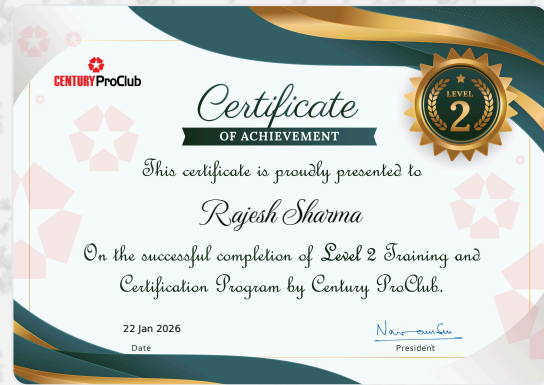 CENTURY ProClub
Certificate
OF ACHIEVEMENT
LEVEL
2
This certificate is proudly presented to
Rajesh Sharma
On the successful completion of Level 2 Training and
Certification Program by Century ProClub.
22 Jan 2026
Date
President